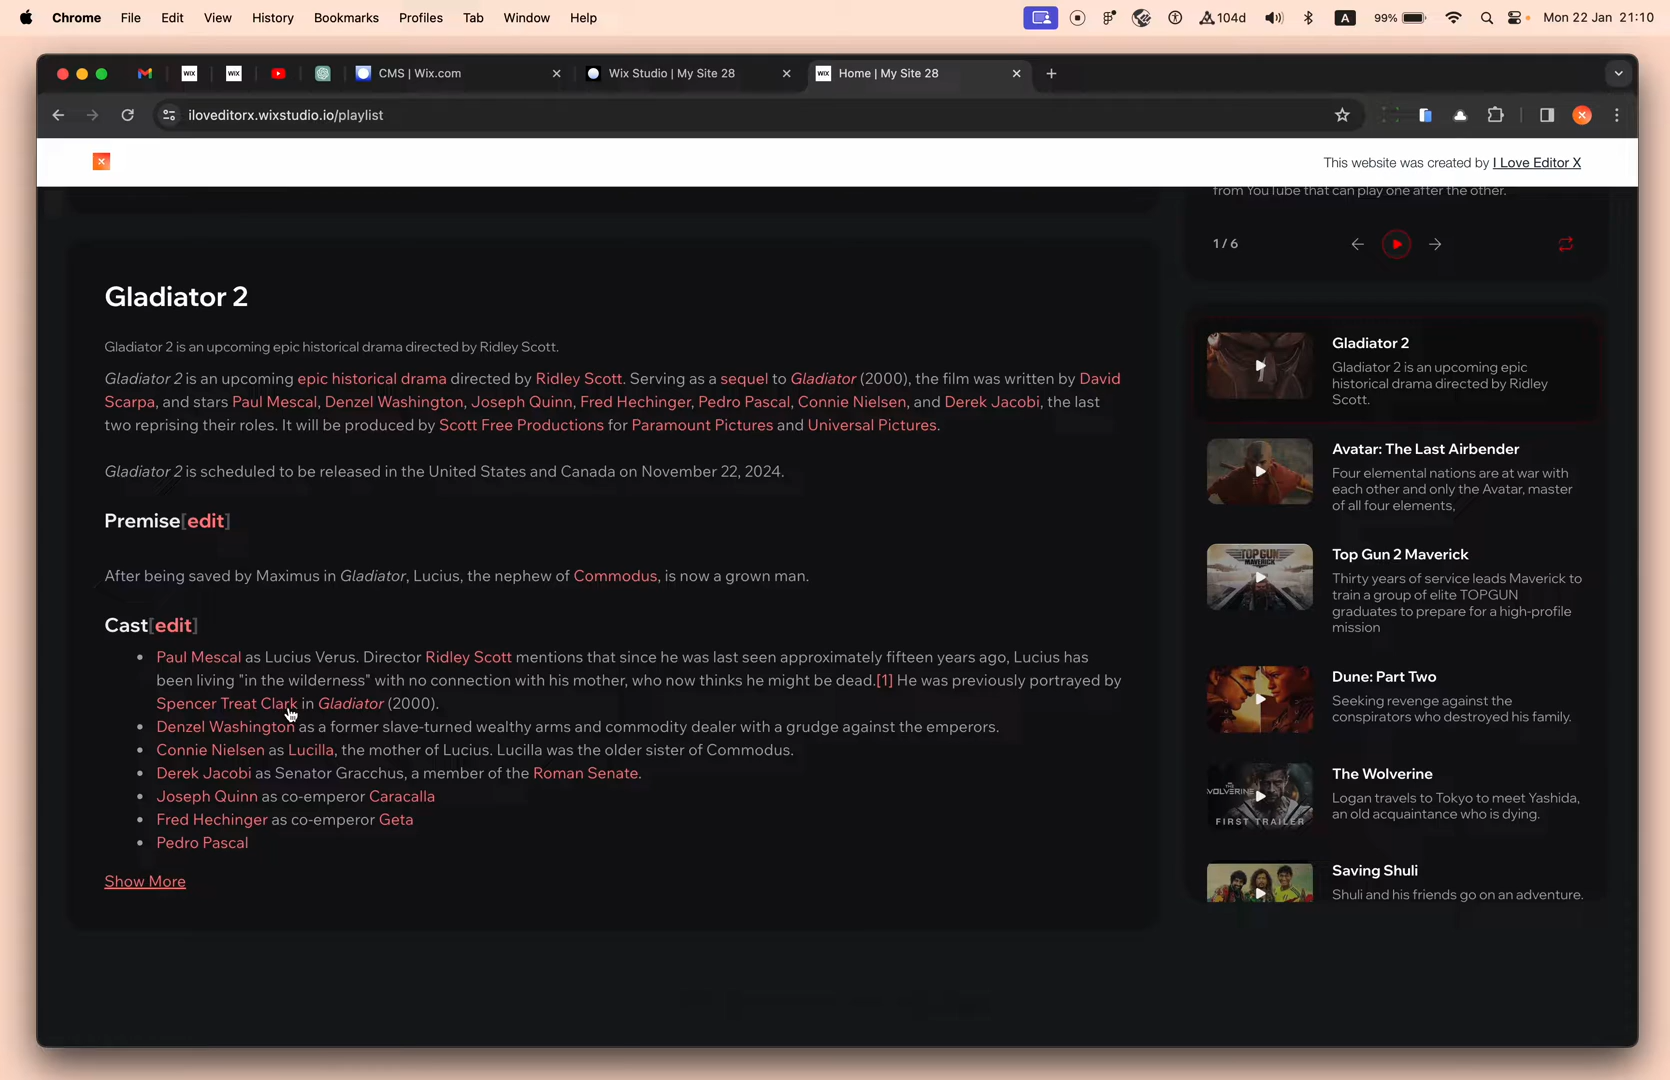 Chrome File Edit View History Bookmarks Profiles Tab Window Help
104d A 99% Mon 22 Jan 21:10
WIX WIX CMS | Wix.com Wix Studio | My Site 28 WIX Home | My Site 28
iloveditorx.wixstudio.io/playlist
This website was created by I Love Editor X
from YouTube that can play one after the other.
1 / 6
Gladiator 2
Gladiator 2 is an upcoming epic historical drama directed by Ridley Scott.
Gladiator 2 is an upcoming epic historical drama directed by Ridley Scott. Serving as a sequel to Gladiator (2000), the film was written by David
Scarpa, and stars Paul Mescal, Denzel Washington, Joseph Quinn, Fred Hechinger, Pedro Pascal, Connie Nielsen, and Derek Jacobi, the last
two reprising their roles. It will be produced by Scott Free Productions for Paramount Pictures and Universal Pictures.
Gladiator 2 is scheduled to be released in the United States and Canada on November 22, 2024.
Premise[edit]
After being saved by Maximus in Gladiator, Lucius, the nephew of Commodus, is now a grown man.
Cast[edit]
• Paul Mescal as Lucius Verus. Director Ridley Scott mentions that since he was last seen approximately fifteen years ago, Lucius has
been living "in the wilderness" with no connection with his mother, who now thinks he might be dead.[1] He was previously portrayed by
Spencer Treat Clark in Gladiator (2000).
• Denzel Washington as a former slave-turned wealthy arms and commodity dealer with a grudge against the emperors.
• Connie Nielsen as Lucilla, the mother of Lucius. Lucilla was the older sister of Commodus.
• Derek Jacobi as Senator Gracchus, a member of the Roman Senate.
• Joseph Quinn as co-emperor Caracalla
• Fred Hechinger as co-emperor Geta
• Pedro Pascal
Show More
Gladiator 2
Gladiator 2 is an upcoming epic
historical drama directed by Ridley
Scott.
Avatar: The Last Airbender
Four elemental nations are at war with
each other and only the Avatar, master
of all four elements,
TOP GUN
MAVERICK
Top Gun 2 Maverick
Thirty years of service leads Maverick to
train a group of elite TOPGUN
graduates to prepare for a high-profile
mission
Dune: Part Two
Seeking revenge against the
conspirators who destroyed his family.
WOLVERINE
FIRST TRAILER
The Wolverine
Logan travels to Tokyo to meet Yashida,
an old acquaintance who is dying.
Saving Shuli
Shuli and his friends go on an adventure.